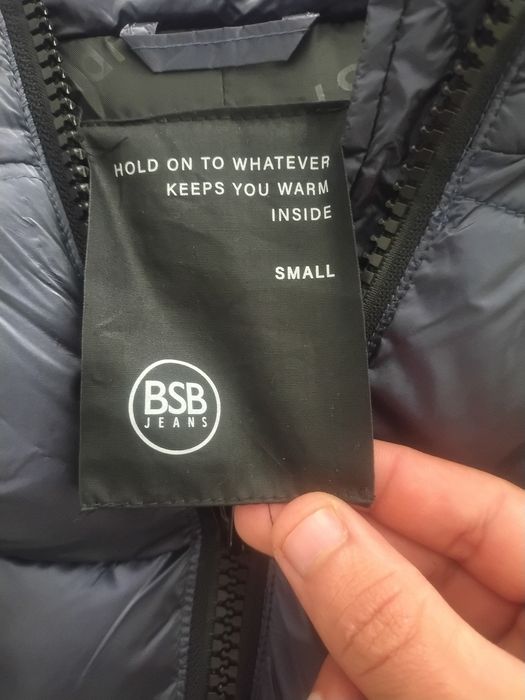 HOLD ON TO WHATEVER
KEEPS YOU WARM
INSIDE
SMALL
BSB
JEANS